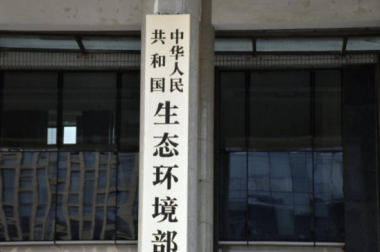 中华人民
共和国
生态环境部